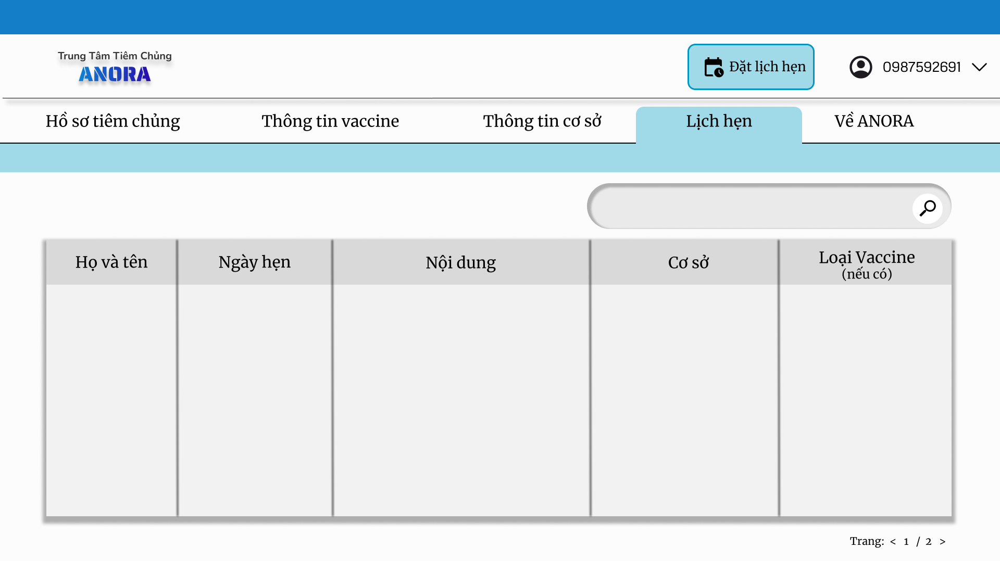 Trung Tâm Tiêm Chủng
ANORA
Đặt lịch hẹn
0987592691
Hồ sơ tiêm chủng
Thông tin vaccine
Thông tin cơ sở
Lịch hẹn
Về ANORA
Họ và tên
Ngày hẹn
Nội dung
Cơ sở
Loại Vaccine
(nếu có)
Trang: < 1 / 2 >